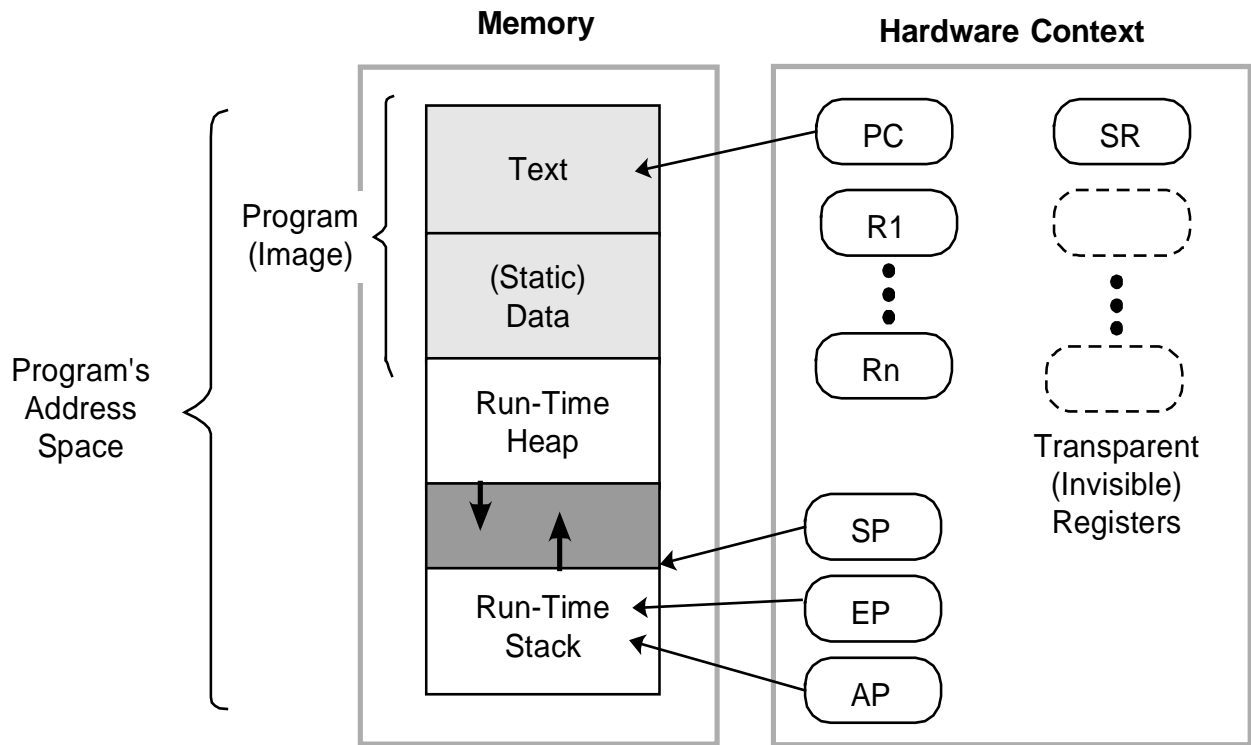 Memory
Hardware Context
Program's
Address
Space
Program
(Image)
Text
(Static)
Data
Run-Time
Heap
Run-Time
Stack
PC
R1
Rn
SP
EP
AP
SR
Transparent
(Invisible)
Registers